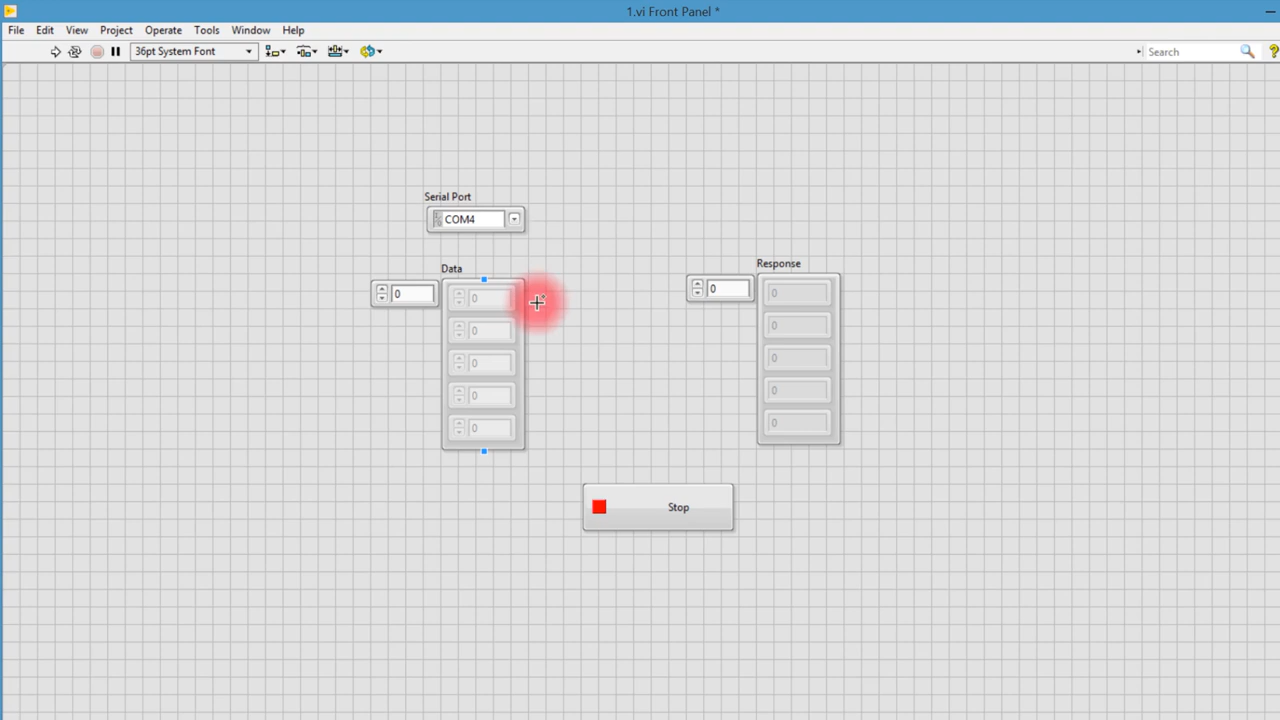 1.vi Front Panel *
File Edit View Project Operate Tools Window Help
36pt System Font
Search
?
Serial Port
COM4
Data
0
0
0
0
0
0
Response
0
0
0
0
0
0
Stop